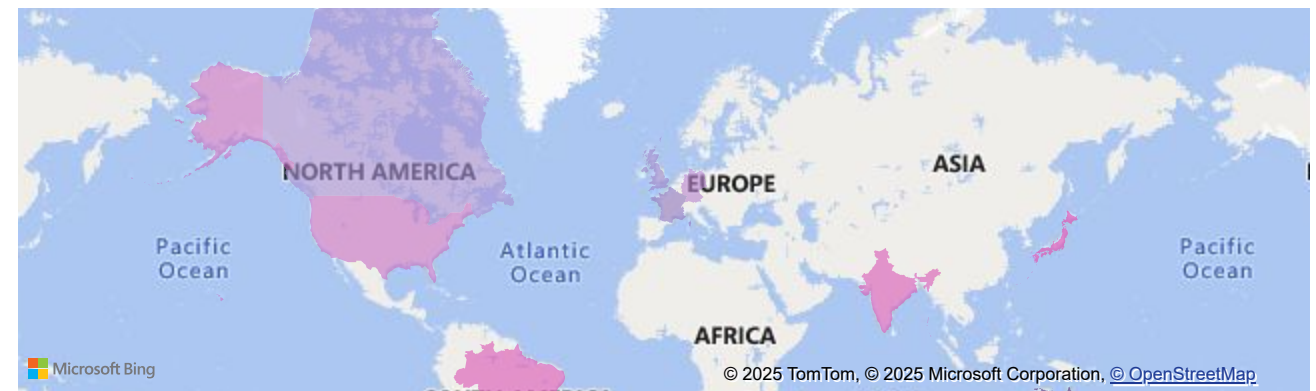 NORTH AMERICA
EUROPE
ASIA
Pacific
Ocean
Atlantic
Ocean
Pacific
Ocean
AFRICA
Microsoft Bing
© 2025 TomTom, © 2025 Microsoft Corporation, © OpenStreetMap